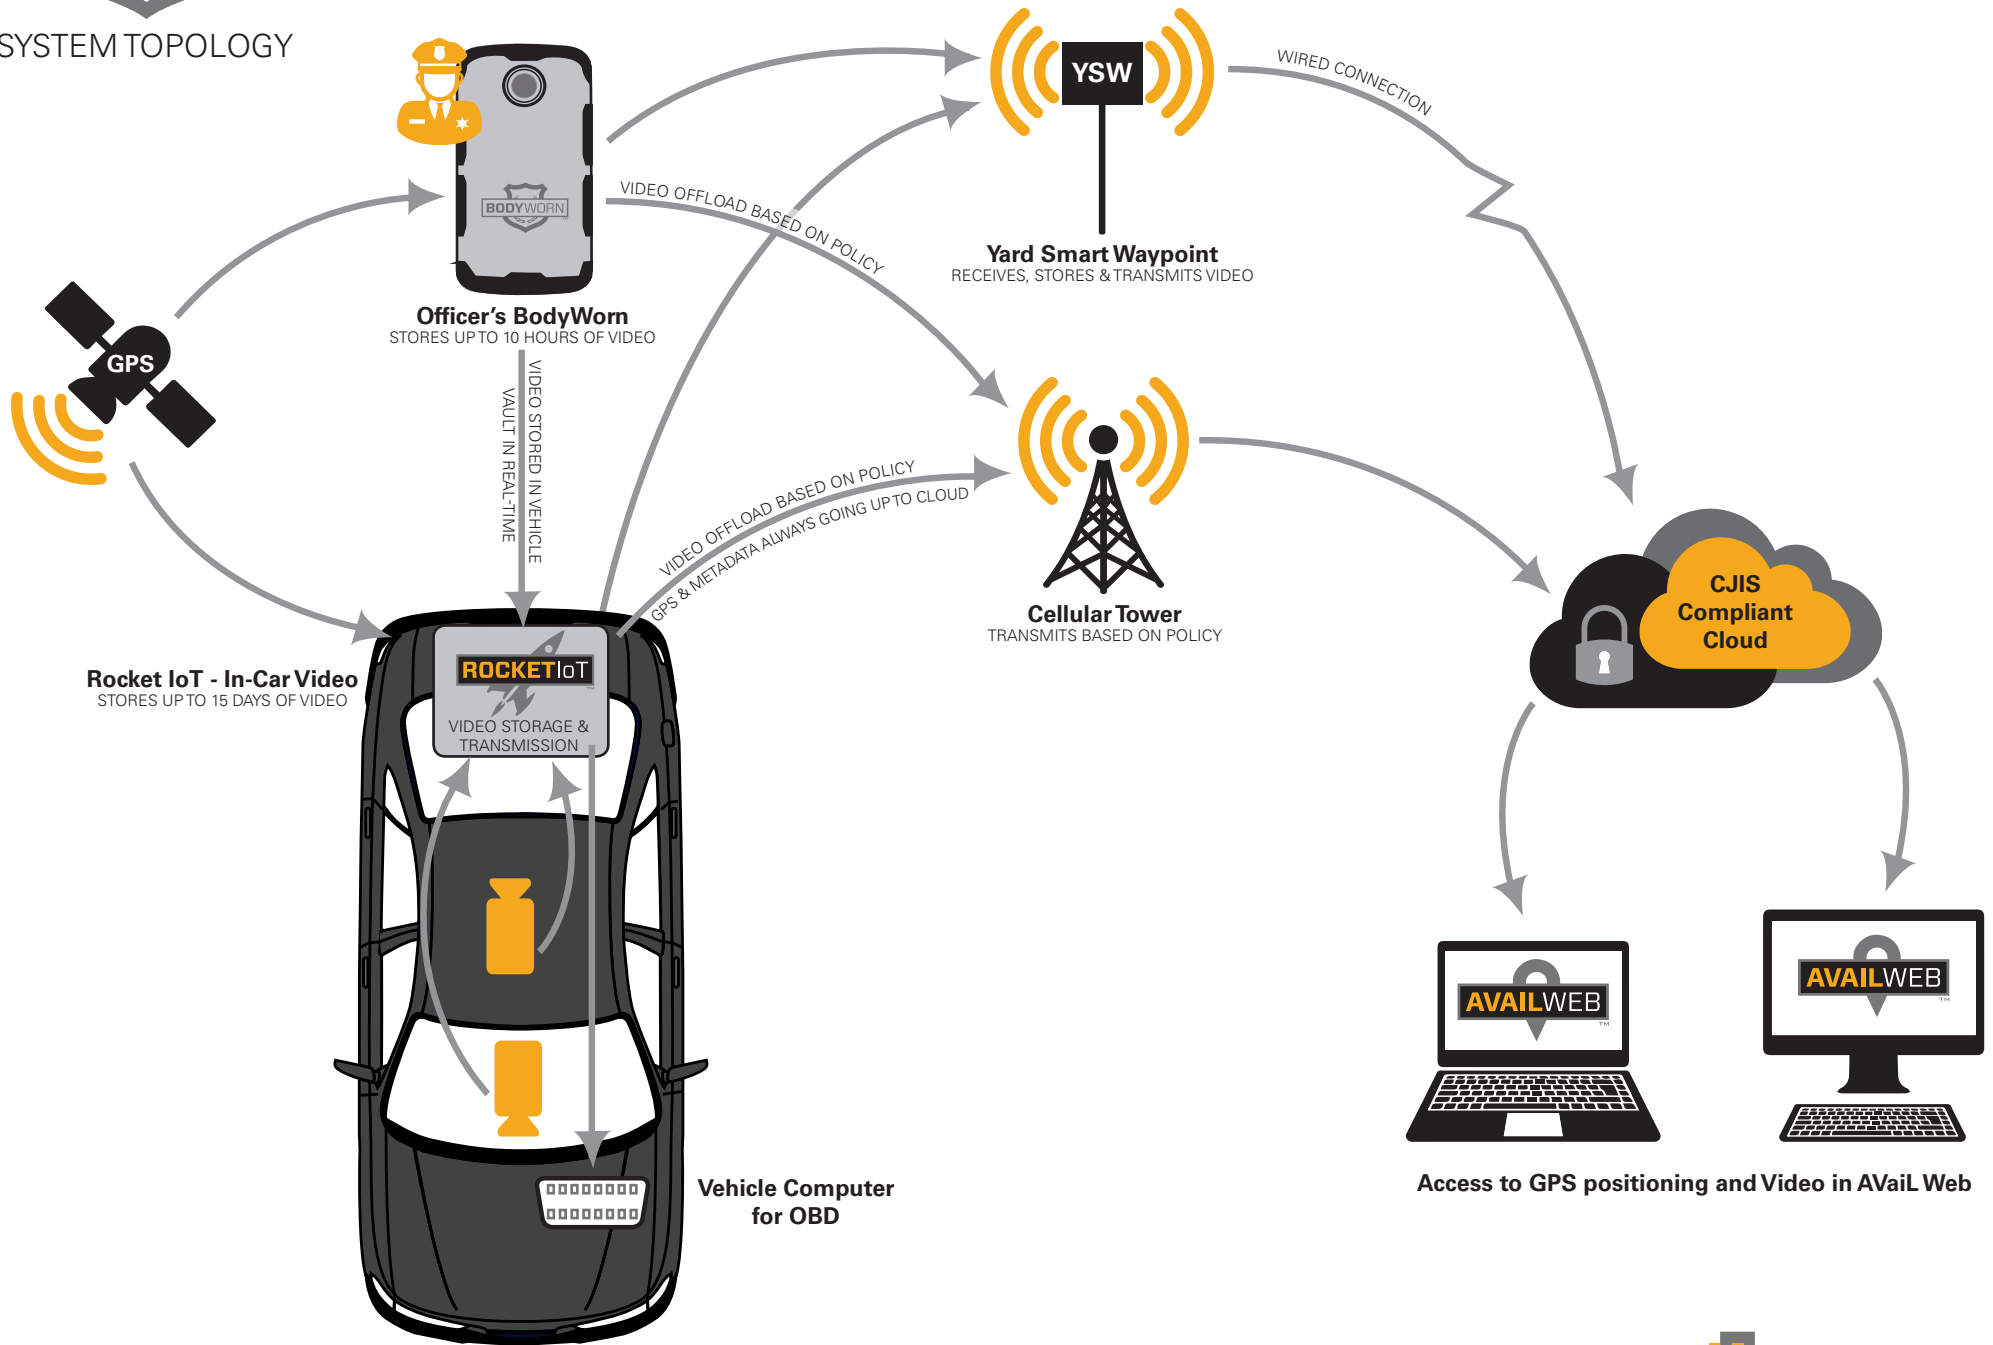 SYSTEM TOPOLOGY
BODYWORN
Officer's BodyWorn
STORES UP TO 10 HOURS OF VIDEO
YSW
Yard Smart Waypoint
RECEIVES, STORES & TRANSMITS VIDEO
WIRED CONNECTION
VIDEO OFFLOAD BASED ON POLICY
GPS
VIDEO STORED IN VEHICLE
VAULT IN REAL-TIME
VIDEO OFFLOAD BASED ON POLICY
GPS & METADATA ALWAYS GOING UP TO CLOUD
Cellular Tower
TRANSMITS BASED ON POLICY
CJIS
Compliant
Cloud
Rocket IoT - In-Car Video
STORES UP TO 15 DAYS OF VIDEO
ROCKETIoT
™
VIDEO STORAGE &
TRANSMISSION
AVAILWEB
™
AVAILWEB
™
Access to GPS positioning and Video in AVaiL Web
Vehicle Computer
for OBD